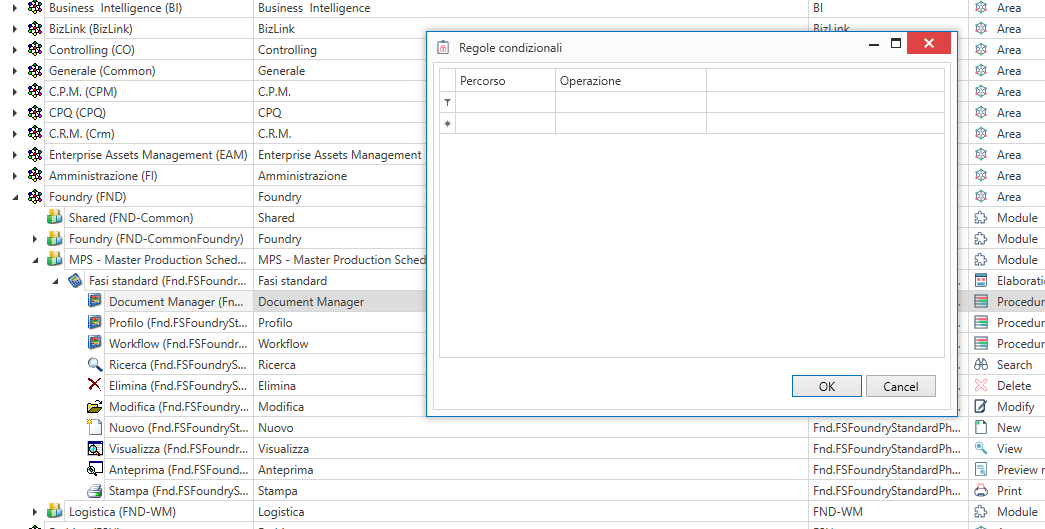 Business  Intelligence (BI) Business  Intelligence BI Area
BizLink (BizLink) BizLink BizLink Area
Regole condizionali
Controlling (CO) Controlling Area
Generale (Common) Generale Area
Percorso Operazione
C.P.M. (CPM) C.P.M. Area
CPQ (CPQ) CPQ Area
C.R.M. (Crm) C.R.M. Area
Enterprise Assets Management (EAM) Enterprise Assets Management Area
Amministrazione (FI) Amministrazione Area
Foundry (FND) Foundry Area
Shared (FND-Common) Shared Module
Foundry (FND-CommonFoundry) Foundry Module
MPS - Master Production Sched... MPS - Master Production Sched Module
Fasi standard (Fnd.FSFoundr... Fasi standard Elaborati
Document Manager (Fn... Document Manager Procedur
Profilo (Fnd.FSFoundrySt... Profilo Procedur
Workflow (Fnd.FSFoundr... Workflow Procedur
Ricerca (Fnd.FSFoundryS... Ricerca Search
Elimina (Fnd.FSFoundryS... Elimina Delete
OK Cancel
Modifica (Fnd.FSFoundry... Modifica Modify
Nuovo (Fnd.FSFoundrySt... Nuovo Fnd.FSFoundryStandardPh... New
Visualizza (Fnd.FSFoundr... Visualizza Fnd.FSFoundryStandardPh... View
Anteprima (Fnd.FSFound... Anteprima Fnd.FSFoundryStandardPh... Preview r
Stampa (Fnd.FSFoundryS... Stampa Fnd.FSFoundryStandardPh... Print
Logistica (FND-WM) Logistica FND-WM Module